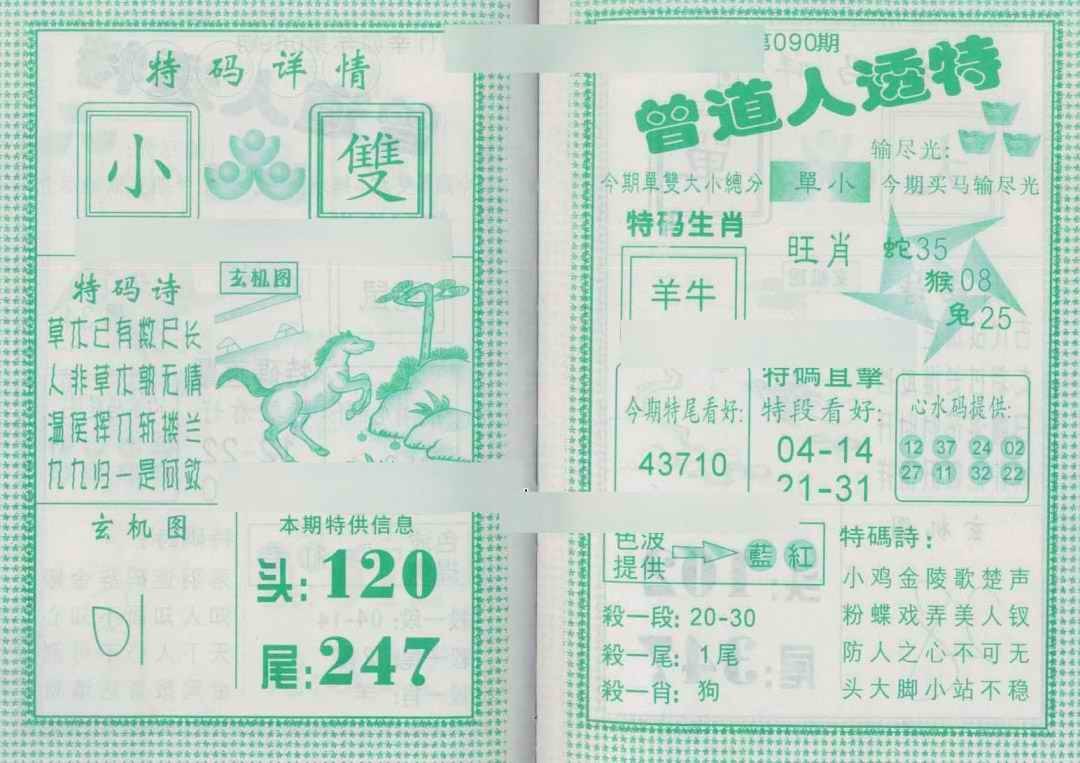 特码详情
小 雙
特码诗
玄机图
草木已有数尺长
人非草木朝无情
温侯挥刀斩楼兰
九九归一是何数
玄机图
本期特供信息
头:120
尾:247
第090期
曾道人透特
输尽光:
今期單雙大小總分 單小 今期买马输尽光
特码生肖
羊牛
旺肖
蛇35
猴08
兔25
今期特尾看好:
43710
特碼直擊
特段看好:
04-14
21-31
心水码提供:
12 37 24 02
27 11 32 22
色波
提供
藍 紅
殺一段: 20-30
殺一尾: 1尾
殺一肖: 狗
特碼詩:
小鸡金陵歌楚声
粉蝶戏弄美人钗
防人之心不可无
头大脚小站不稳